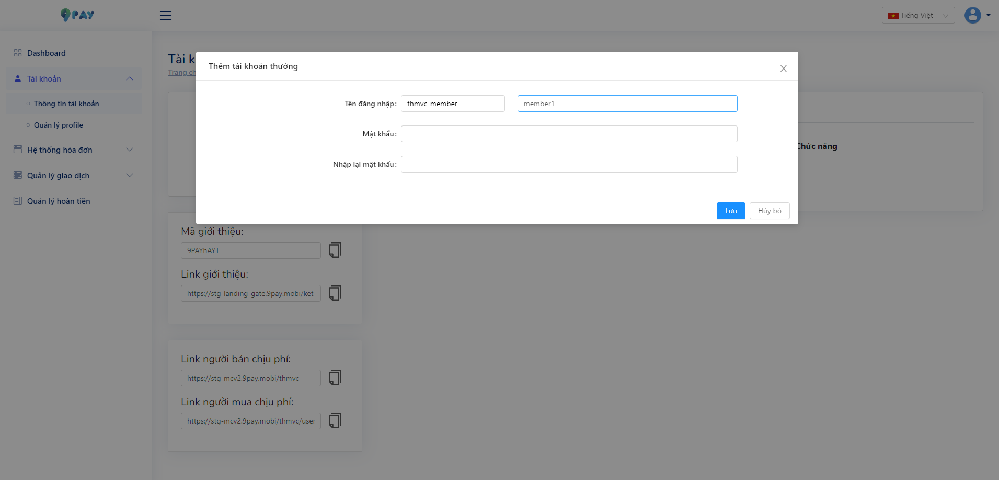 9PAY
Tiếng Việt
Dashboard
Tài khoản
Thông tin tài khoản
Quản lý profile
Hệ thống hóa đơn
Quản lý giao dịch
Quản lý hoàn tiền
Tài k
Trang ch
Thêm tài khoản thường
Tên đăng nhập: thmvc_member_ member1
Mật khẩu:
Nhập lại mật khẩu:
Lưu Hủy bỏ
Chức năng
Mã giới thiệu:
9PAYhAYT
Link giới thiệu:
https://stg-landing-gate.9pay.mobi/ket-
Link người bán chịu phí:
https://stg-mcv2.9pay.mobi/thmvc
Link người mua chịu phí:
https://stg-mcv2.9pay.mobi/thmvc/user